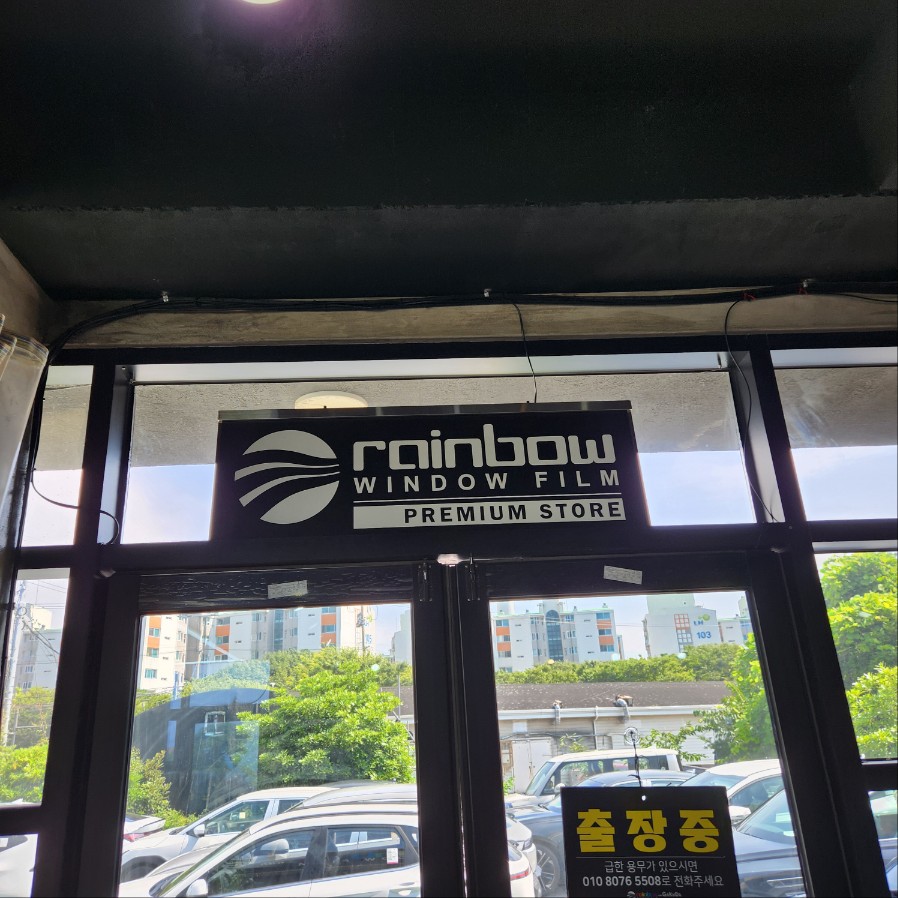 rainbow
WINDOW FILM
PREMIUM STORE
103
출장중
급한 용무가 있으시면
010 8076 5508로 전화주세요